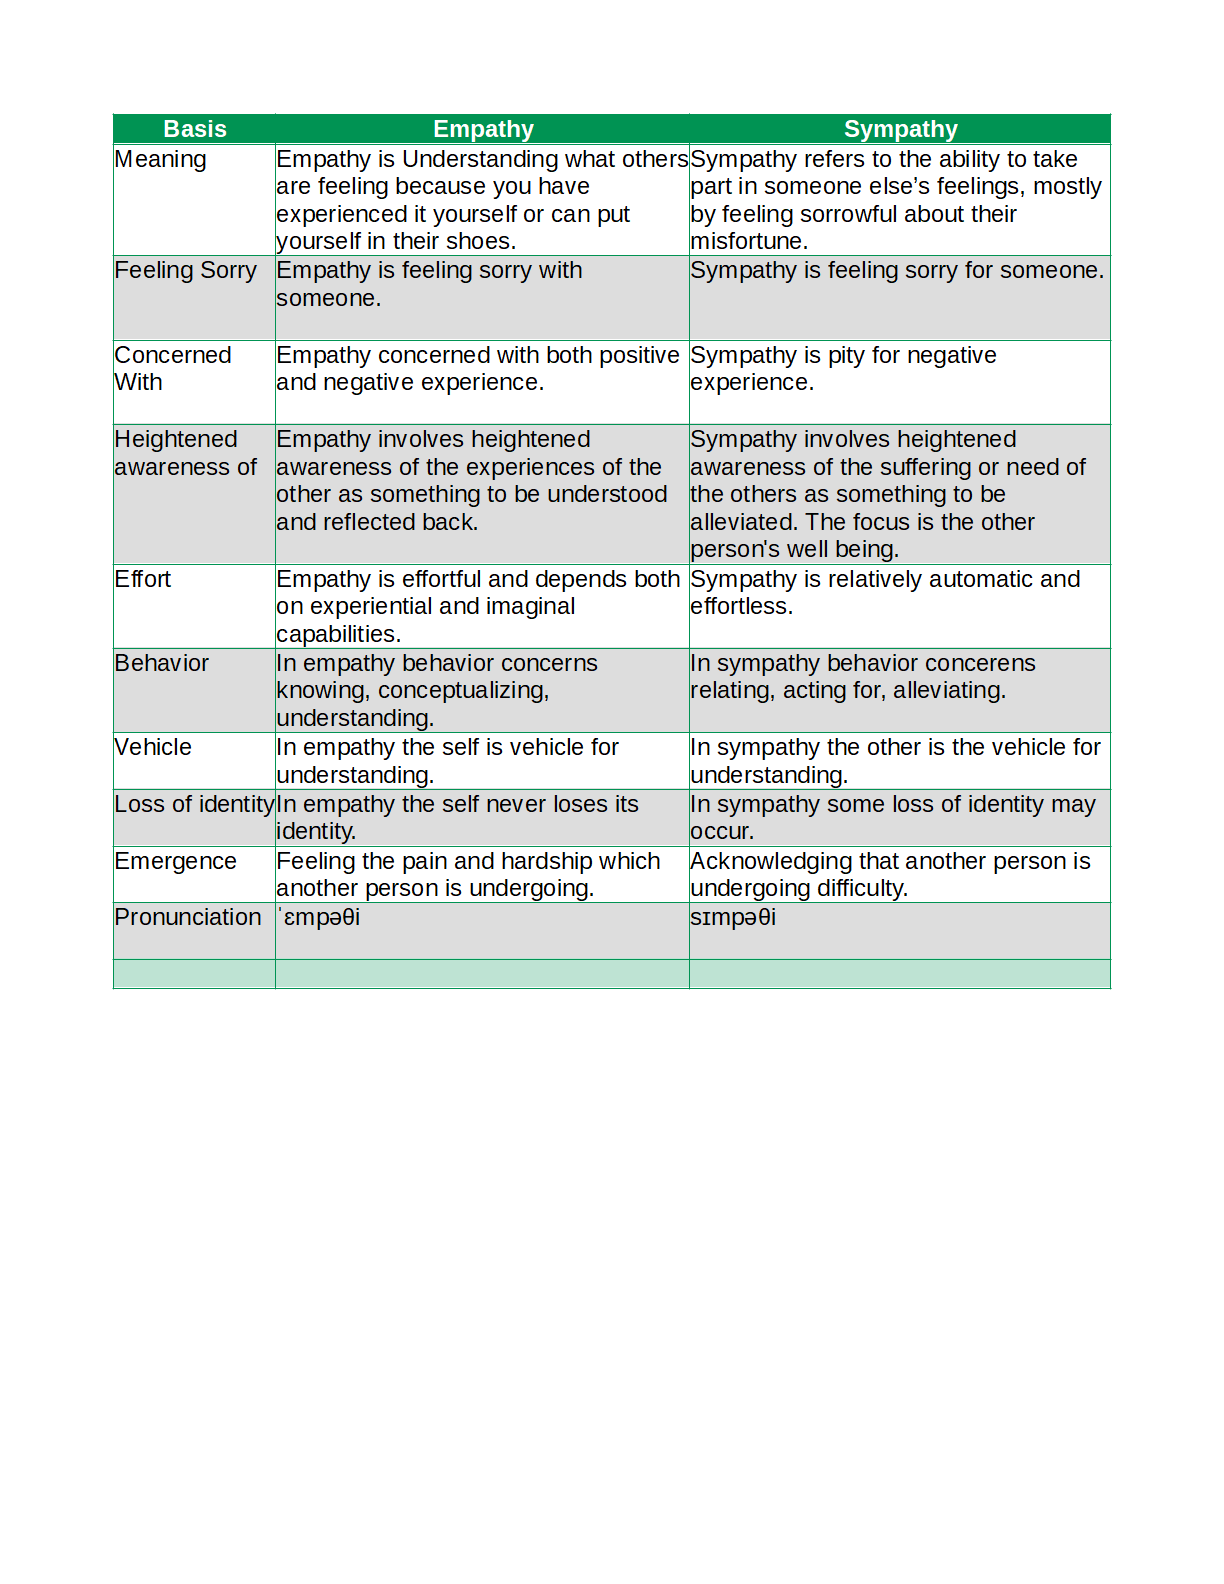 Basis Empathy Sympathy
Meaning Empathy is Understanding what others Sympathy refers to the ability to take
are feeling because you have part in someone else’s feelings, mostly
experienced it yourself or can put by feeling sorrowful about their
yourself in their shoes. misfortune.
Feeling Sorry Empathy is feeling sorry with Sympathy is feeling sorry for someone.
someone.
Concerned Empathy concerned with both positive Sympathy is pity for negative
With and negative experience. experience.
Heightened Empathy involves heightened Sympathy involves heightened
awareness of awareness of the experiences of the awareness of the suffering or need of
other as something to be understood the others as something to be
and reflected back. alleviated. The focus is the other
person's well being.
Effort Empathy is effortful and depends both Sympathy is relatively automatic and
on experiential and imaginal effortless.
capabilities.
Behavior In empathy behavior concerns In sympathy behavior concerens
knowing, conceptualizing, relating, acting for, alleviating.
understanding.
Vehicle In empathy the self is vehicle for In sympathy the other is the vehicle for
understanding. understanding.
Loss of identity In empathy the self never loses its In sympathy some loss of identity may
identity. occur.
Emergence Feeling the pain and hardship which Acknowledging that another person is
another person is undergoing. undergoing difficulty.
Pronunciation ˈɛmpəθi sɪmpəθi